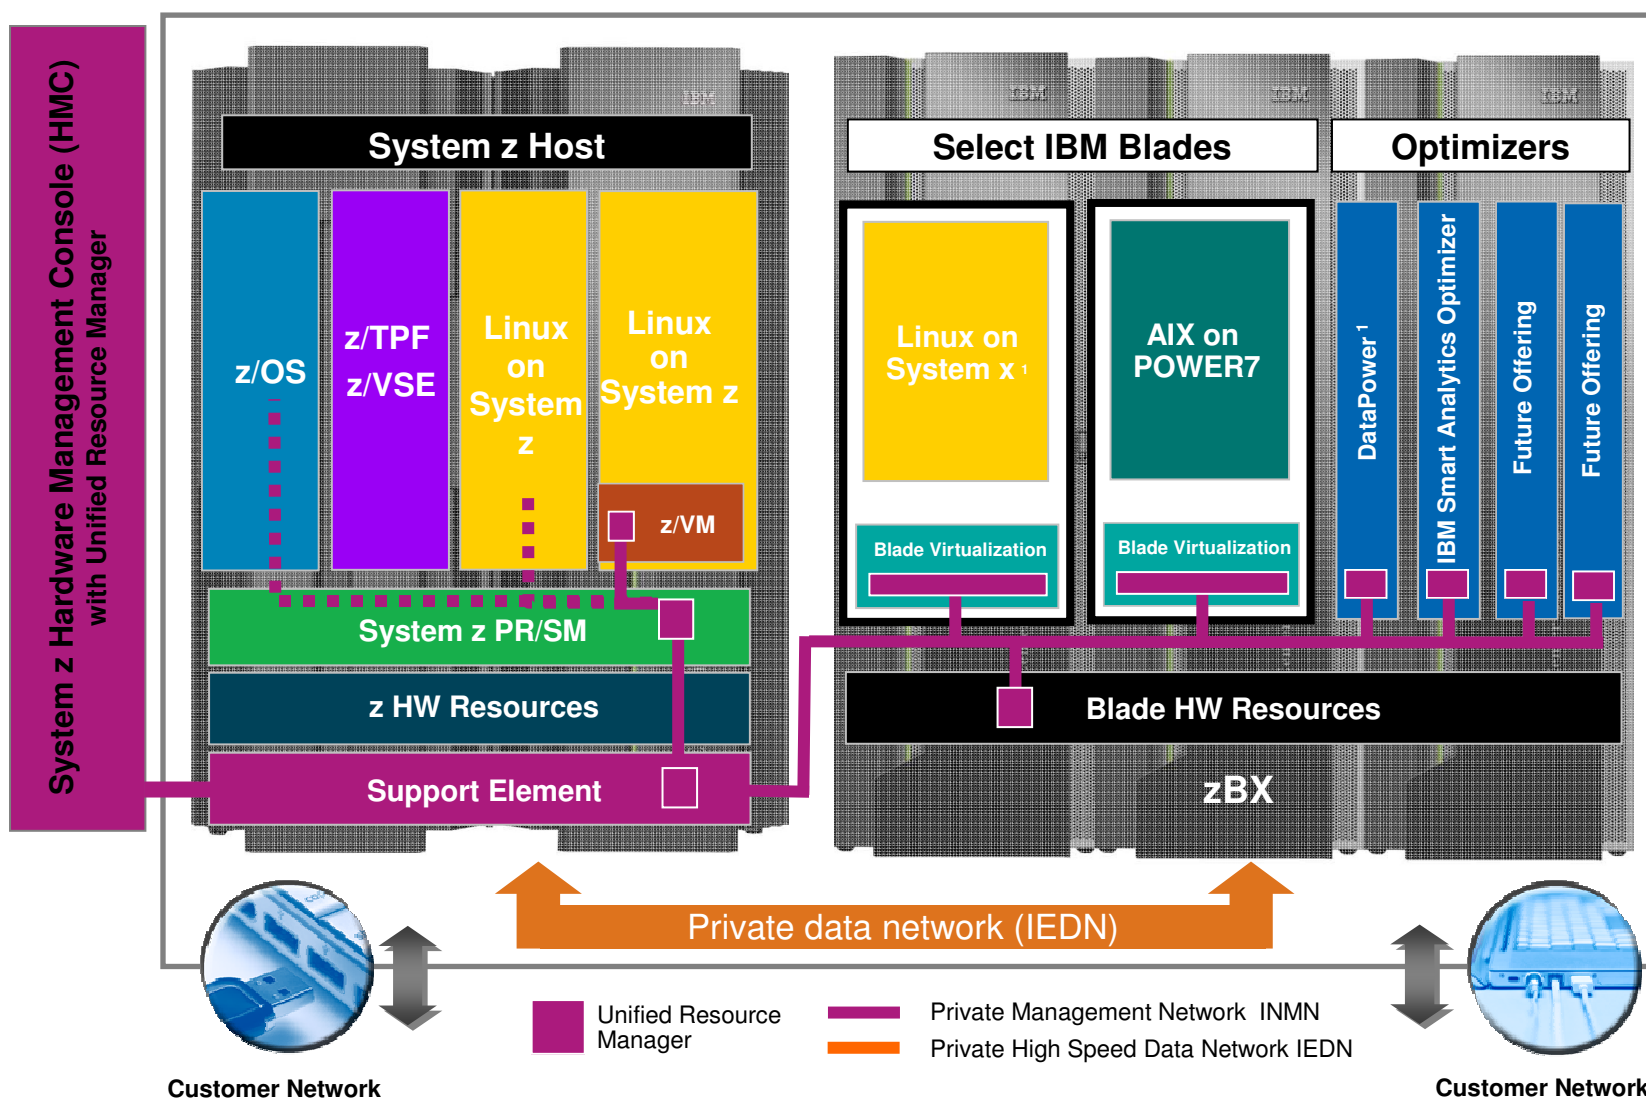 System z Hardware Management Console (HMC)
with Unified Resource Manager
IBM
IBM
IBM
IBM
System z Host
Select IBM Blades
Optimizers
z/OS
z/TPF
z/VSE
Linux
on
System
z
Linux
on
System z
z/VM
Linux on
System x 1
AIX on
POWER7
Blade Virtualization
Blade Virtualization
DataPower 1
IBM Smart Analytics Optimizer
Future Offering
Future Offering
System z PR/SM
z HW Resources
Blade HW Resources
Support Element
zBX
Private data network (IEDN)
Unified Resource
Manager
Private Management Network INMN
Private High Speed Data Network IEDN
Customer Network
Customer Network